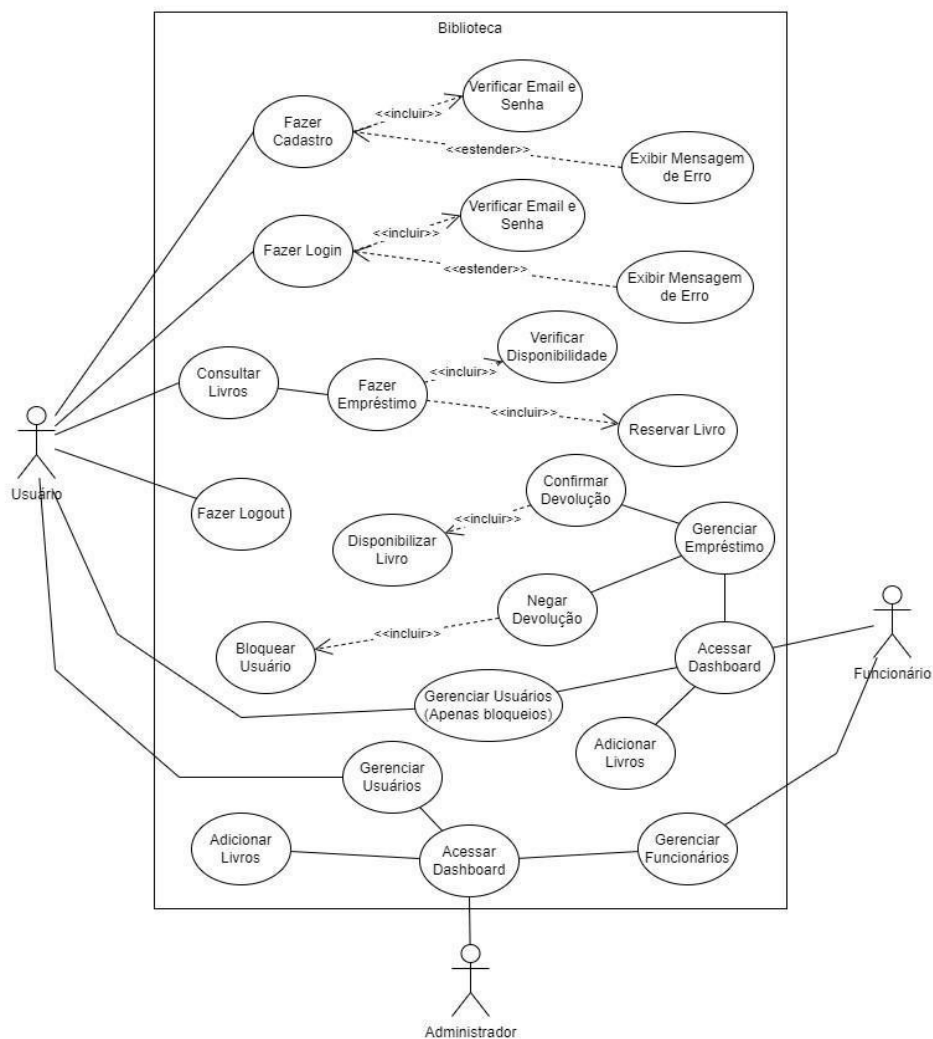 Biblioteca
Verificar Email e
Senha
<<incluir>>
Fazer
Cadastro
<<estender>>
Exibir Mensagem
de Erro
Verificar Email e
Senha
<<incluir>>
Fazer Login
<<estender>>
Exibir Mensagem
de Erro
Verificar
Disponibilidade
Consultar
Livros
Fazer
Empréstimo
<<incluir>>
<<incluir>>
Reservar Livro
Usuário
Fazer Logout
Confirmar
Devolução
<<incluir>>
Disponibilizar
Livro
Gerenciar
Empréstimo
Negar
Devolução
<<incluir>>
Bloquear
Usuário
Acessar
Dashboard
Funcionário
Gerenciar Usuários
(Apenas bloqueios)
Adicionar
Livros
Gerenciar
Usuários
Adicionar
Livros
Acessar
Dashboard
Gerenciar
Funcionários
Administrador